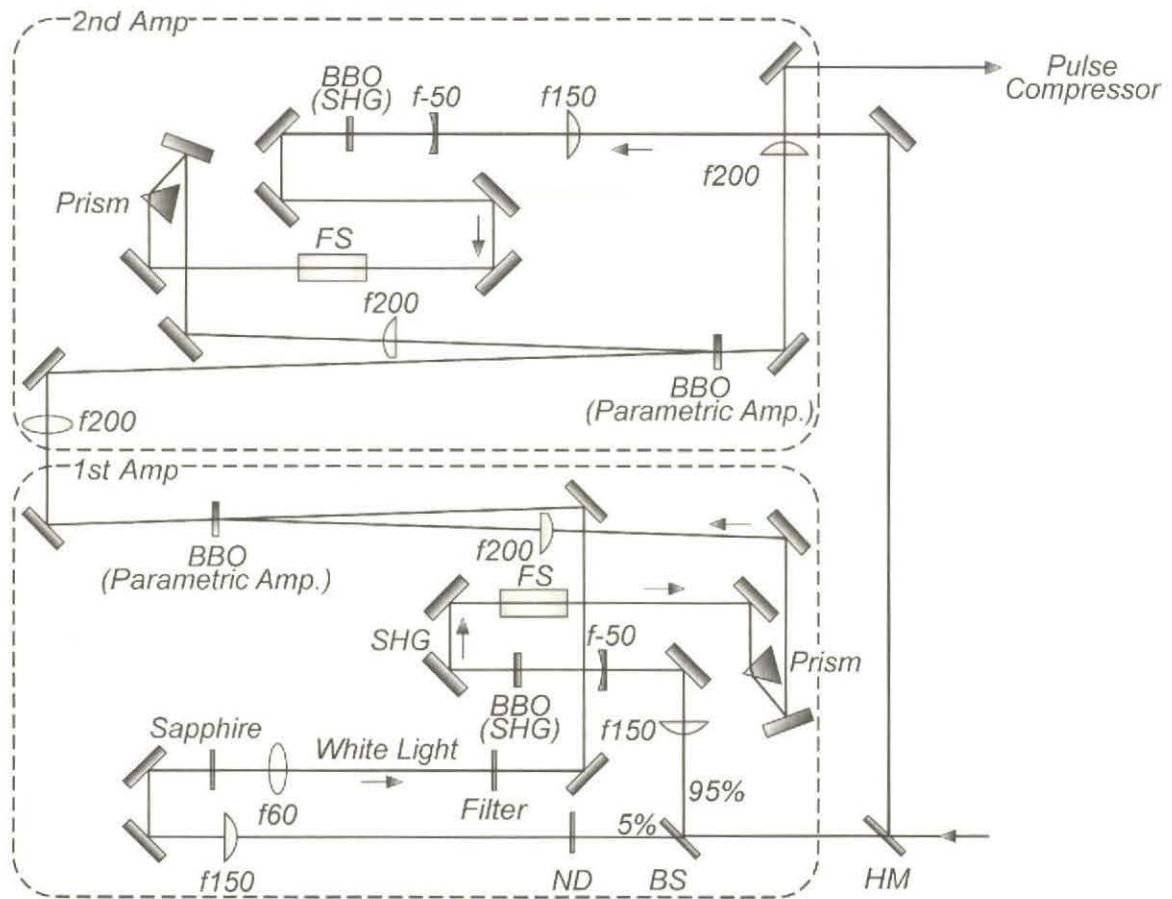 2nd Amp
BBO
(SHG)
f-50
f150
Pulse
Compressor
f200
Prism
FS
f200
BBO
(Parametric Amp.)
f200
1st Amp
BBO
(Parametric Amp.)
f200
FS
SHG
f-50
Prism
BBO
(SHG)
f150
Sapphire
White Light
f60
Filter
95%
5%
f150
ND
BS
HM